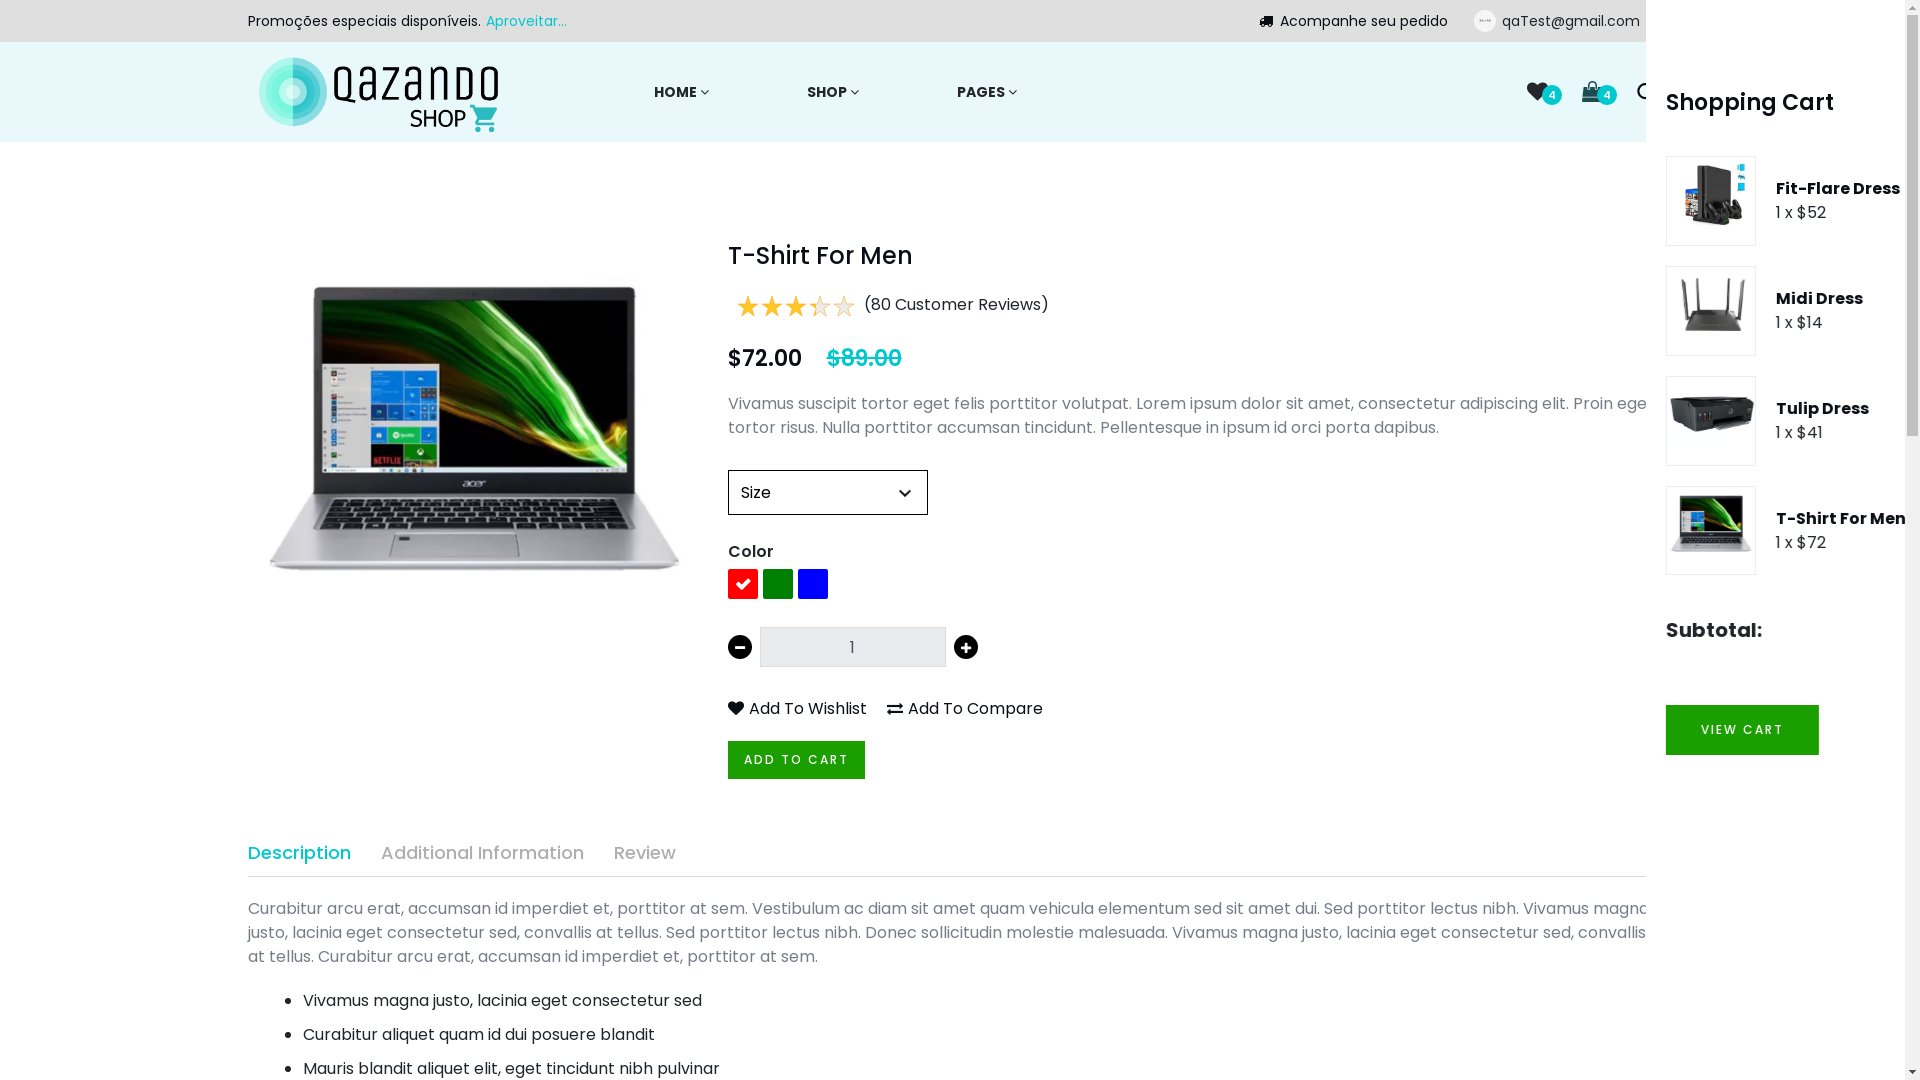 Promoções especiais disponíveis. Aproveitar...
Acompanhe seu pedido
qaTest@gmail.com
QAZANDO
SHOP
HOME
SHOP
PAGES
4
4
T-Shirt For Men
(80 Customer Reviews)
$72.00 $89.00
Vivamus suscipit tortor eget felis porttitor volutpat. Lorem ipsum dolor sit amet, consectetur adipiscing elit. Proin ege
tortor risus. Nulla porttitor accumsan tincidunt. Pellentesque in ipsum id orci porta dapibus.
Size
Color
1
Add To Wishlist
Add To Compare
ADD TO CART
acer
NETFLIX
Description
Additional Information
Review
Curabitur arcu erat, accumsan id imperdiet et, porttitor at sem. Vestibulum ac diam sit amet quam vehicula elementum sed sit amet dui. Sed porttitor lectus nibh. Vivamus magna
justo, lacinia eget consectetur sed, convallis at tellus. Sed porttitor lectus nibh. Donec sollicitudin molestie malesuada. Vivamus magna justo, lacinia eget consectetur sed, convallis
at tellus. Curabitur arcu erat, accumsan id imperdiet et, porttitor at sem.
Vivamus magna justo, lacinia eget consectetur sed
Curabitur aliquet quam id dui posuere blandit
Mauris blandit aliquet elit, eget tincidunt nibh pulvinar
Shopping Cart
Fit-Flare Dress
1 x $52
Midi Dress
1 x $14
Tulip Dress
1 x $41
T-Shirt For Men
1 x $72
Subtotal:
VIEW CART